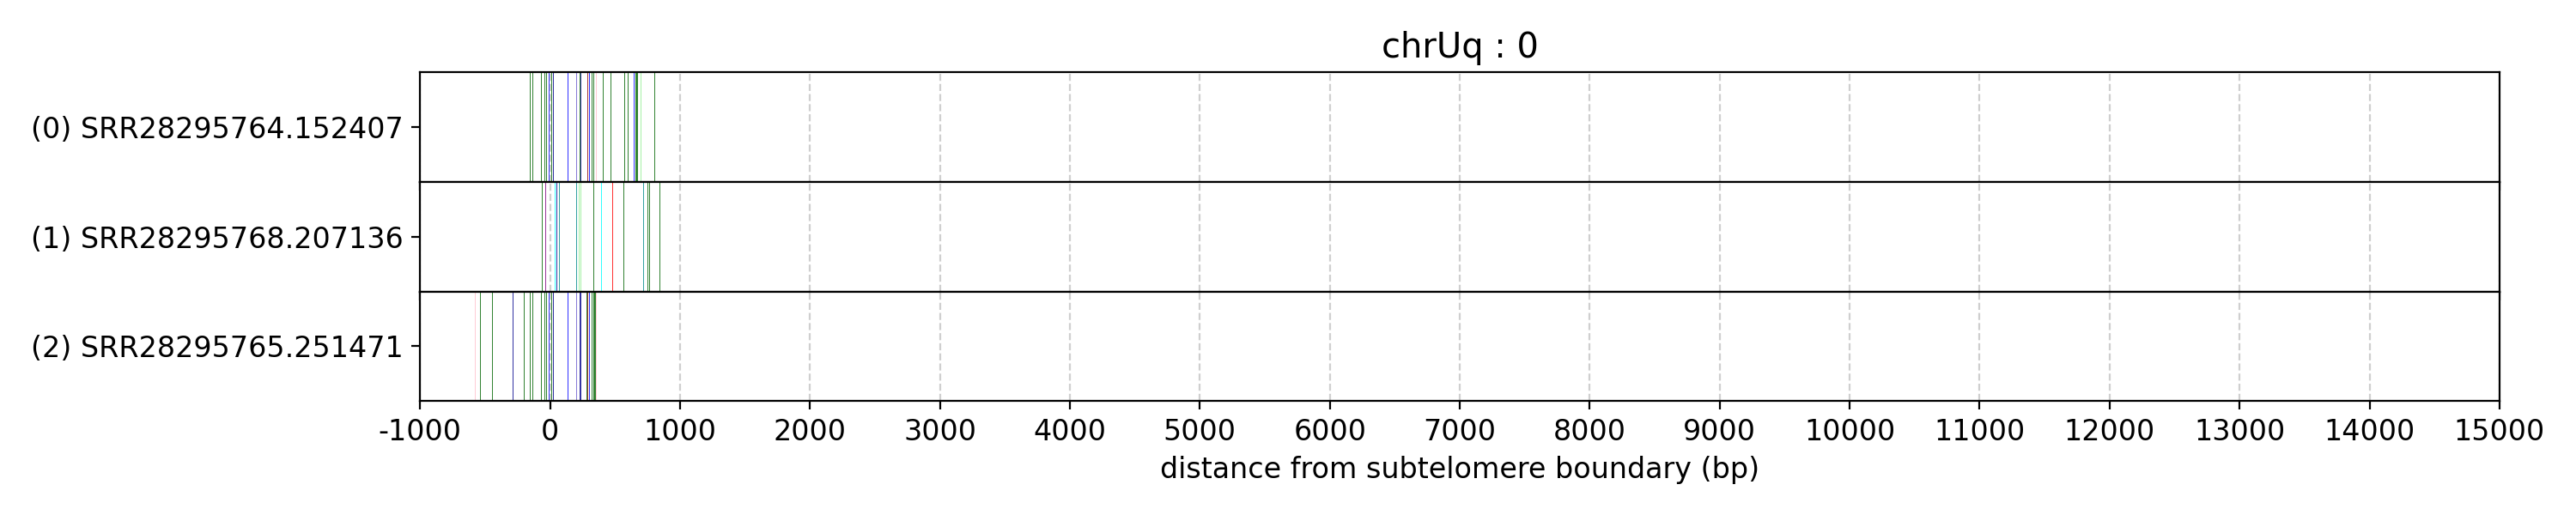 chrUq : 0
(0) SRR28295764.152407
(1) SRR28295768.207136
(2) SRR28295765.251471
-1000 0 1000 2000 3000 4000 5000 6000 7000 8000 9000 10000 11000 12000 13000 14000 15000
distance from subtelomere boundary (bp)